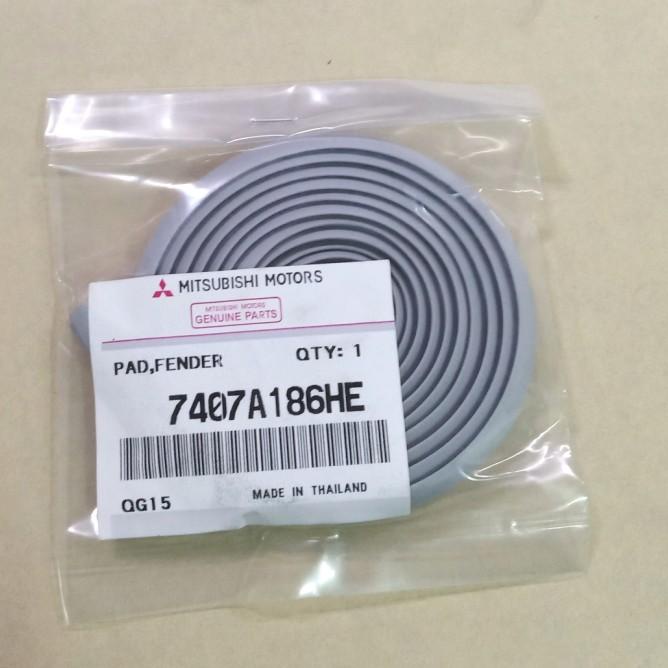 MITSUBISHI MOTORS
MITSUBISHI MOTORS
GENUINE PARTS
PAD,FENDER QTY: 1
7407A186HE
QG15 MADE IN THAILAND